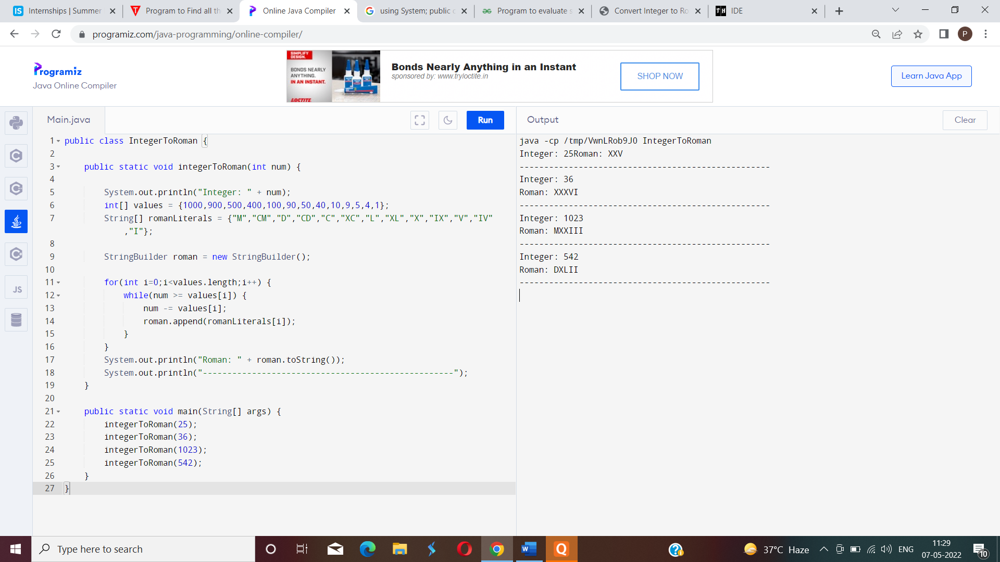 Internships | Summer
Program to Find all th
Online Java Compiler
using System; public c
Program to evaluate s
Convert Integer to Ro
IDE
programiz.com/java-programming/online-compiler/
P
Programiz
Java Online Compiler
SIMPLIFY
DESIGN.
BONDS NEARLY
ANYTHING.
IN AN INSTANT.
LOCTITE
Bonds Nearly Anything in an Instant
sponsored by: www.tryloctite.in
SHOP NOW
Learn Java App
Main.java
Run
Output
Clear
JS
1 public class IntegerToRoman {
2
3     public static void integerToRoman(int num) {
4
5         System.out.println("Integer: " + num);
6         int[] values = {1000,900,500,400,100,90,50,40,10,9,5,4,1};
7         String[] romanLiterals = {"M","CM","D","CD","C","XC","L","XL","X","IX","V","IV"
            ,"I"};
8
9         StringBuilder roman = new StringBuilder();
10
11         for(int i=0;i<values.length;i++) {
12             while(num >= values[i]) {
13                 num -= values[i];
14                 roman.append(romanLiterals[i]);
15             }
16         }
17         System.out.println("Roman: " + roman.toString());
18         System.out.println("---------------------------------------------------");
19     }
20
21     public static void main(String[] args) {
22         integerToRoman(25);
23         integerToRoman(36);
24         integerToRoman(1023);
25         integerToRoman(542);
26     }
27 }
java -cp /tmp/VwnLRob9JO IntegerToRoman
Integer: 25Roman: XXV
---------------------------------------------------
Integer: 36
Roman: XXXVI
---------------------------------------------------
Integer: 1023
Roman: MXXIII
---------------------------------------------------
Integer: 542
Roman: DXLII
---------------------------------------------------
Type here to search
37°C Haze
ENG
11:29
07-05-2022
10